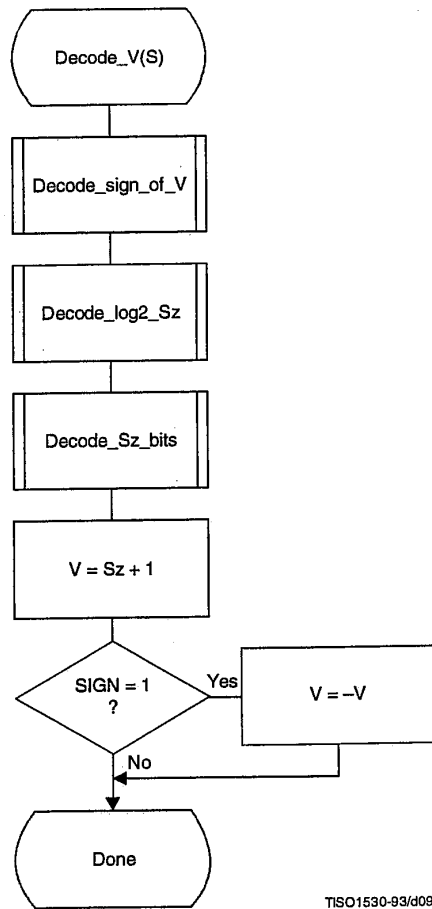 Decode_V(S)
Decode_sign_of_V
Decode_log2_Sz
Decode_Sz_bits
V = Sz + 1
SIGN = 1
?
Yes
V = –V
No
Done
TISO1530-93/d09